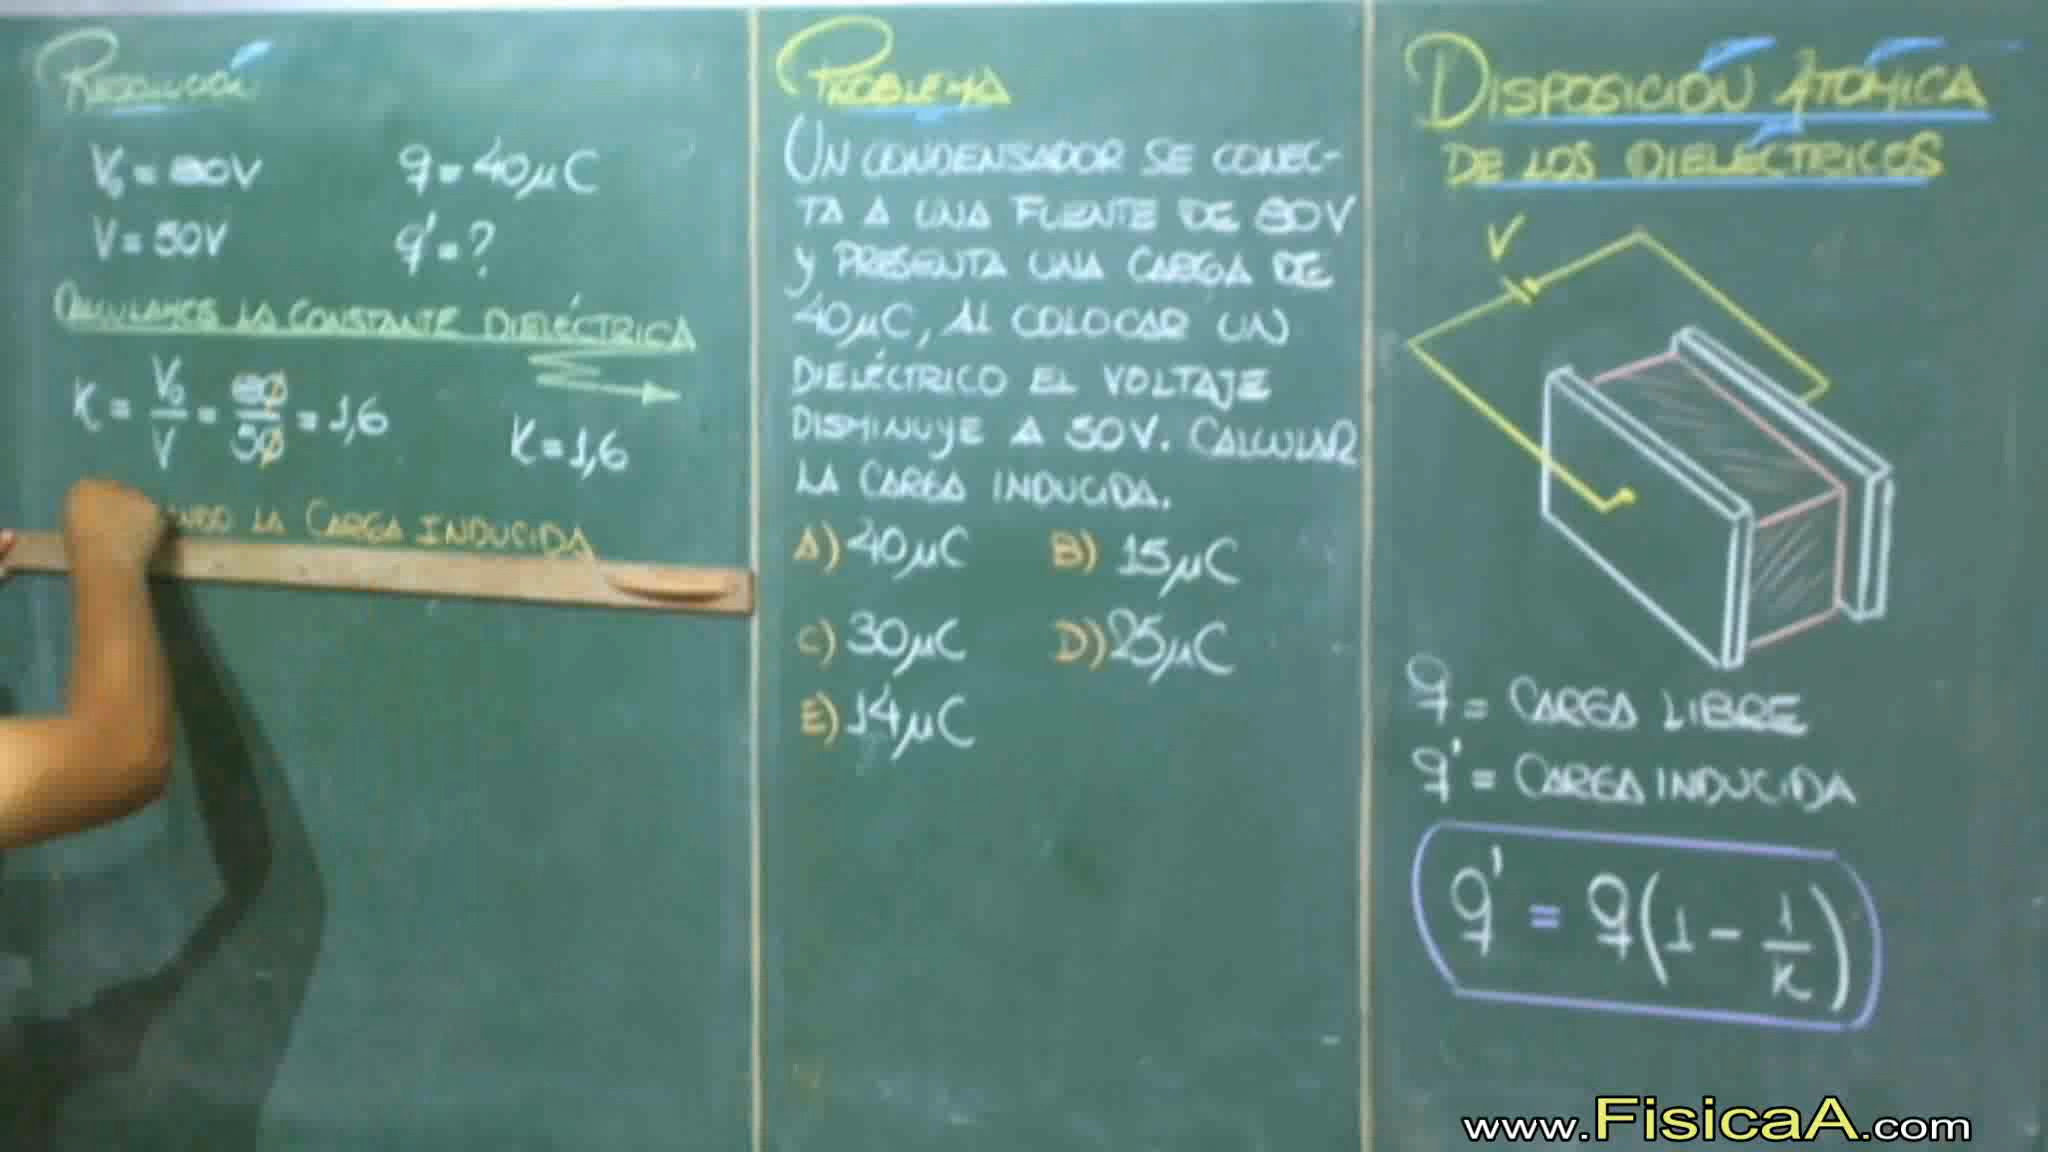 RESOLUCIÓN
V₀ = 80V q = 40μC
V = 50V q' = ?
CALCULAMOS LA CONSTANTE DIELÉCTRICA
K = V₀/V = 80/50 = 1,6 K = 1,6
LA CARGA INDUCIDA
PROBLEMA
UN CONDENSADOR SE CONEC-
TA A UNA FUENTE DE 80V
Y PRESENTA UNA CARGA DE
40μC, AL COLOCAR UN
DIELÉCTRICO EL VOLTAJE
DISMINUYE A 50V. CALCULAR
LA CARGA INDUCIDA.
A) 40μC B) 15μC
C) 30μC D) 25μC
E) 14μC
DISPOSICIÓN ATÓMICA
DE LOS DIELÉCTRICOS
V
q = CARGA LIBRE
q' = CARGA INDUCIDA
q' = q(1 - 1/K)
www.FisicaA.com